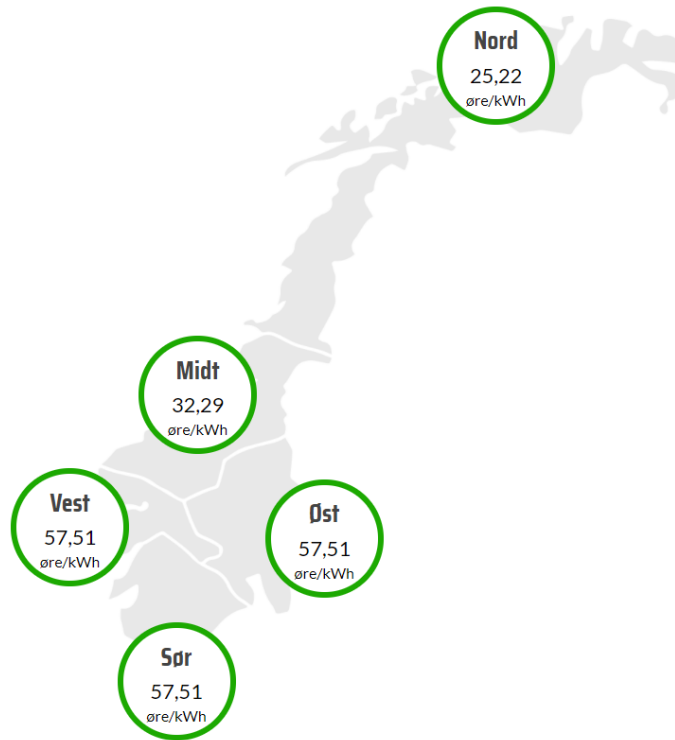 Nord
25,22
øre/kWh
Midt
32,29
øre/kWh
Vest
57,51
øre/kWh
Øst
57,51
øre/kWh
Sør
57,51
øre/kWh